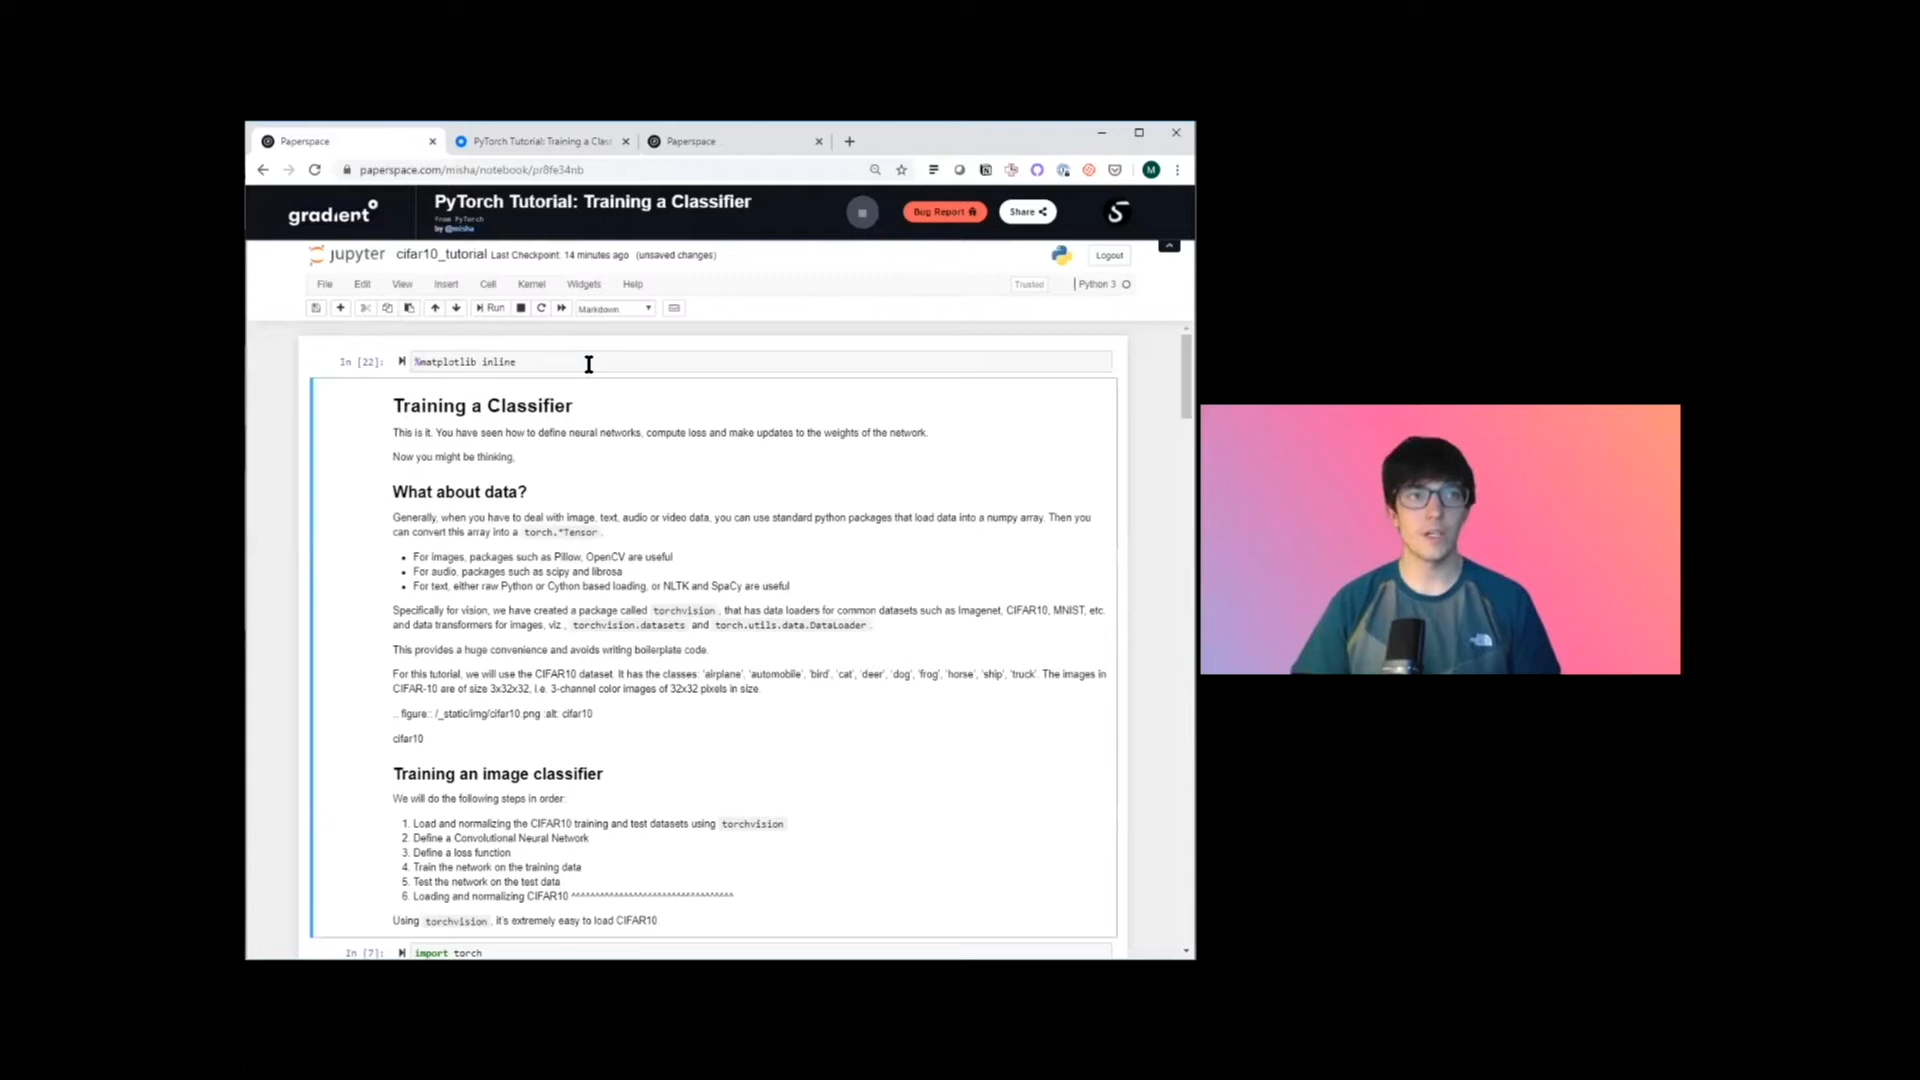 Paperspace
PyTorch Tutorial: Training a Clas
Paperspace
paperspace.com/misha/notebook/pr8fe34nb
M
gradient
PyTorch Tutorial: Training a Classifier
from PyTorch
by @misha
Bug Report
Share
jupyter cifar10_tutorial Last Checkpoint: 14 minutes ago (unsaved changes)
Logout
File Edit View Insert Cell Kernel Widgets Help
Trusted
Python 3
Run
Markdown
In [22]: %matplotlib inline
Training a Classifier
This is it. You have seen how to define neural networks, compute loss and make updates to the weights of the network.
Now you might be thinking,
What about data?
Generally, when you have to deal with image, text, audio or video data, you can use standard python packages that load data into a numpy array. Then you
can convert this array into a torch.*Tensor.
• For images, packages such as Pillow, OpenCV are useful
• For audio, packages such as scipy and librosa
• For text, either raw Python or Cython based loading, or NLTK and SpaCy are useful
Specifically for vision, we have created a package called torchvision, that has data loaders for common datasets such as Imagenet, CIFAR10, MNIST, etc.
and data transformers for images, viz., torchvision.datasets and torch.utils.data.DataLoader.
This provides a huge convenience and avoids writing boilerplate code.
For this tutorial, we will use the CIFAR10 dataset. It has the classes: 'airplane', 'automobile', 'bird', 'cat', 'deer', 'dog', 'frog', 'horse', 'ship', 'truck'. The images in
CIFAR-10 are of size 3x32x32, i.e. 3-channel color images of 32x32 pixels in size.
.. figure:: /_static/img/cifar10.png :alt: cifar10
cifar10
Training an image classifier
We will do the following steps in order:
1. Load and normalizing the CIFAR10 training and test datasets using torchvision
2. Define a Convolutional Neural Network
3. Define a loss function
4. Train the network on the training data
5. Test the network on the test data
6. Loading and normalizing CIFAR10 ^^^^^^^^^^^^^^^^^^^^^^^^^^^^^^^^
Using torchvision, it's extremely easy to load CIFAR10
In [7]: import torch